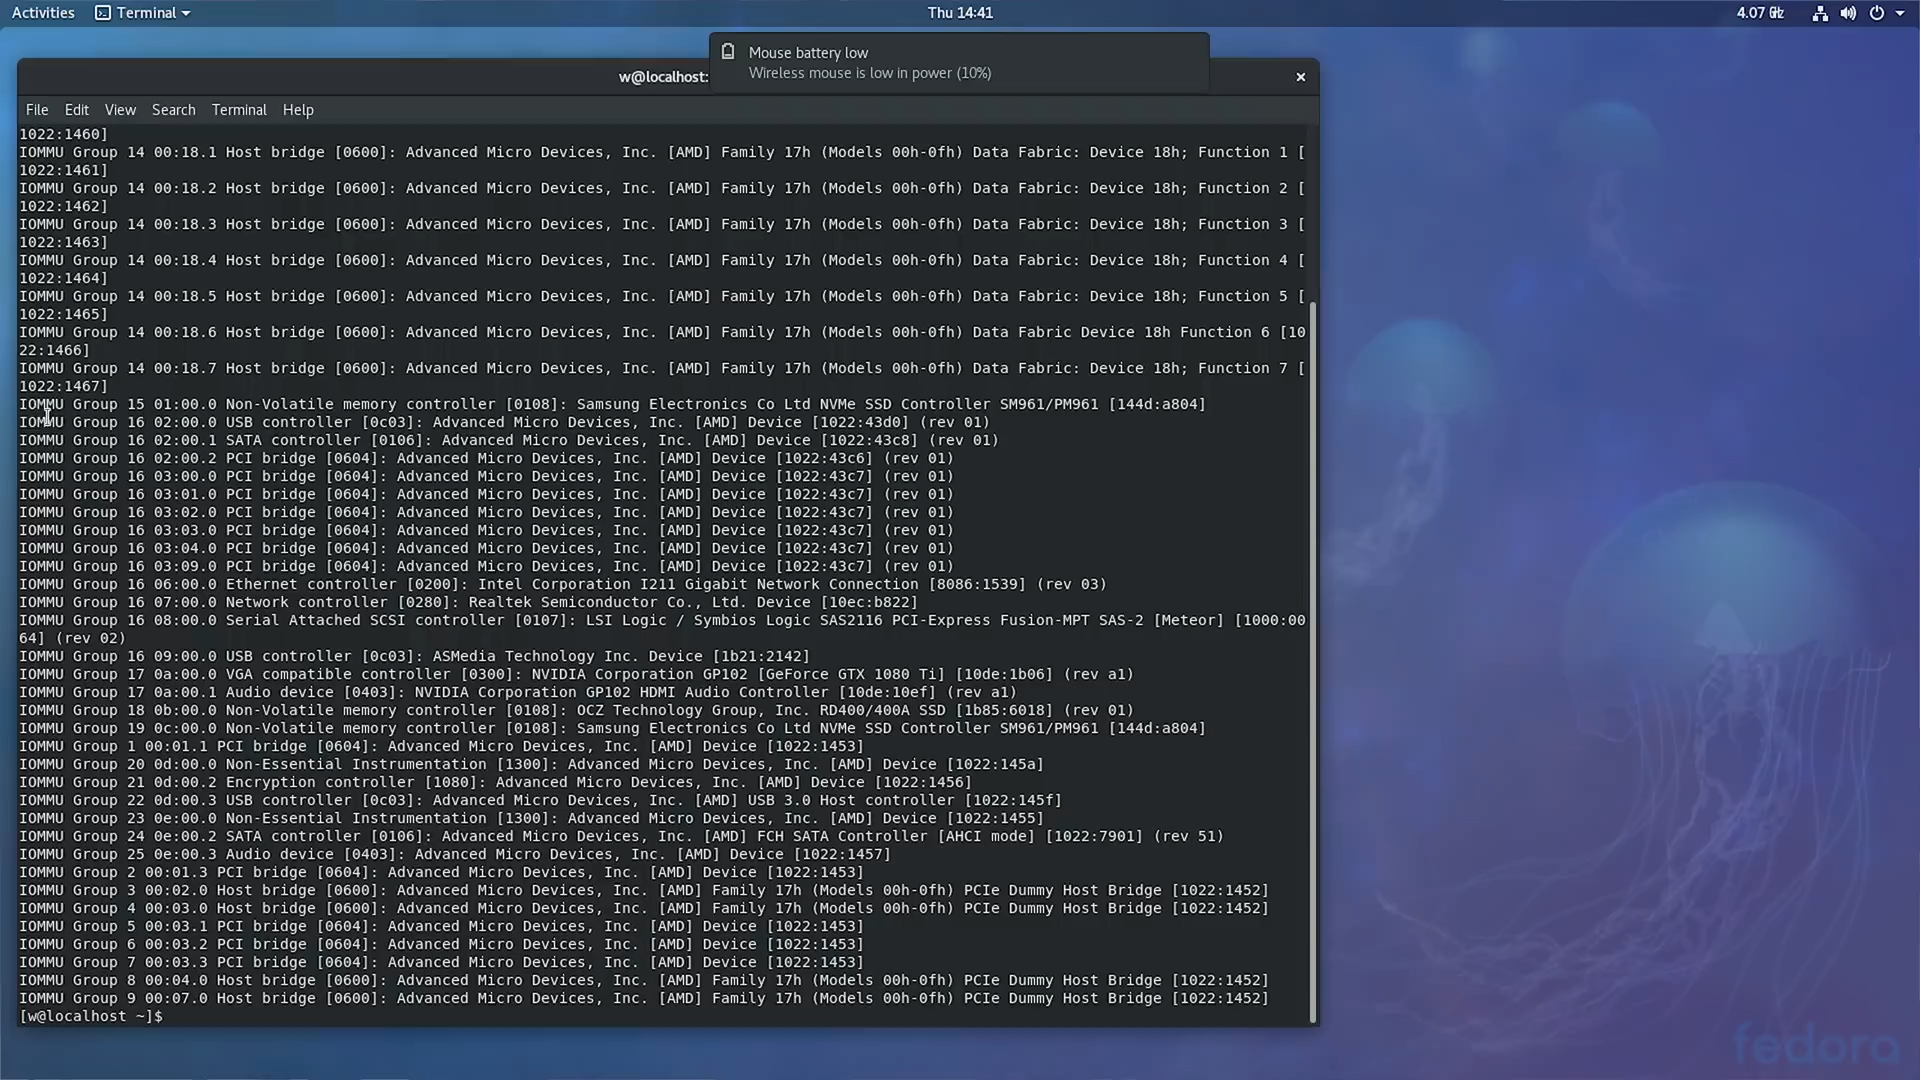 Activities Terminal Thu 14:41 4.07 GHz
Mouse battery low
Wireless mouse is low in power (10%)
w@localhost:
File Edit View Search Terminal Help
1022:1460]
IOMMU Group 14 00:18.1 Host bridge [0600]: Advanced Micro Devices, Inc. [AMD] Family 17h (Models 00h-0fh) Data Fabric: Device 18h; Function 1 [
1022:1461]
IOMMU Group 14 00:18.2 Host bridge [0600]: Advanced Micro Devices, Inc. [AMD] Family 17h (Models 00h-0fh) Data Fabric: Device 18h; Function 2 [
1022:1462]
IOMMU Group 14 00:18.3 Host bridge [0600]: Advanced Micro Devices, Inc. [AMD] Family 17h (Models 00h-0fh) Data Fabric: Device 18h; Function 3 [
1022:1463]
IOMMU Group 14 00:18.4 Host bridge [0600]: Advanced Micro Devices, Inc. [AMD] Family 17h (Models 00h-0fh) Data Fabric: Device 18h; Function 4 [
1022:1464]
IOMMU Group 14 00:18.5 Host bridge [0600]: Advanced Micro Devices, Inc. [AMD] Family 17h (Models 00h-0fh) Data Fabric: Device 18h; Function 5 [
1022:1465]
IOMMU Group 14 00:18.6 Host bridge [0600]: Advanced Micro Devices, Inc. [AMD] Family 17h (Models 00h-0fh) Data Fabric Device 18h Function 6 [10
22:1466]
IOMMU Group 14 00:18.7 Host bridge [0600]: Advanced Micro Devices, Inc. [AMD] Family 17h (Models 00h-0fh) Data Fabric: Device 18h; Function 7 [
1022:1467]
IOMMU Group 15 01:00.0 Non-Volatile memory controller [0108]: Samsung Electronics Co Ltd NVMe SSD Controller SM961/PM961 [144d:a804]
IOMMU Group 16 02:00.0 USB controller [0c03]: Advanced Micro Devices, Inc. [AMD] Device [1022:43d0] (rev 01)
IOMMU Group 16 02:00.1 SATA controller [0106]: Advanced Micro Devices, Inc. [AMD] Device [1022:43c8] (rev 01)
IOMMU Group 16 02:00.2 PCI bridge [0604]: Advanced Micro Devices, Inc. [AMD] Device [1022:43c6] (rev 01)
IOMMU Group 16 03:00.0 PCI bridge [0604]: Advanced Micro Devices, Inc. [AMD] Device [1022:43c7] (rev 01)
IOMMU Group 16 03:01.0 PCI bridge [0604]: Advanced Micro Devices, Inc. [AMD] Device [1022:43c7] (rev 01)
IOMMU Group 16 03:02.0 PCI bridge [0604]: Advanced Micro Devices, Inc. [AMD] Device [1022:43c7] (rev 01)
IOMMU Group 16 03:03.0 PCI bridge [0604]: Advanced Micro Devices, Inc. [AMD] Device [1022:43c7] (rev 01)
IOMMU Group 16 03:04.0 PCI bridge [0604]: Advanced Micro Devices, Inc. [AMD] Device [1022:43c7] (rev 01)
IOMMU Group 16 03:09.0 PCI bridge [0604]: Advanced Micro Devices, Inc. [AMD] Device [1022:43c7] (rev 01)
IOMMU Group 16 06:00.0 Ethernet controller [0200]: Intel Corporation I211 Gigabit Network Connection [8086:1539] (rev 03)
IOMMU Group 16 07:00.0 Network controller [0280]: Realtek Semiconductor Co., Ltd. Device [10ec:b822]
IOMMU Group 16 08:00.0 Serial Attached SCSI controller [0107]: LSI Logic / Symbios Logic SAS2116 PCI-Express Fusion-MPT SAS-2 [Meteor] [1000:00
64] (rev 02)
IOMMU Group 16 09:00.0 USB controller [0c03]: ASMedia Technology Inc. Device [1b21:2142]
IOMMU Group 17 0a:00.0 VGA compatible controller [0300]: NVIDIA Corporation GP102 [GeForce GTX 1080 Ti] [10de:1b06] (rev a1)
IOMMU Group 17 0a:00.1 Audio device [0403]: NVIDIA Corporation GP102 HDMI Audio Controller [10de:10ef] (rev a1)
IOMMU Group 18 0b:00.0 Non-Volatile memory controller [0108]: OCZ Technology Group, Inc. RD400/400A SSD [1b85:6018] (rev 01)
IOMMU Group 19 0c:00.0 Non-Volatile memory controller [0108]: Samsung Electronics Co Ltd NVMe SSD Controller SM961/PM961 [144d:a804]
IOMMU Group 1 00:01.1 PCI bridge [0604]: Advanced Micro Devices, Inc. [AMD] Device [1022:1453]
IOMMU Group 20 0d:00.0 Non-Essential Instrumentation [1300]: Advanced Micro Devices, Inc. [AMD] Device [1022:145a]
IOMMU Group 21 0d:00.2 Encryption controller [1080]: Advanced Micro Devices, Inc. [AMD] Device [1022:1456]
IOMMU Group 22 0d:00.3 USB controller [0c03]: Advanced Micro Devices, Inc. [AMD] USB 3.0 Host controller [1022:145f]
IOMMU Group 23 0e:00.0 Non-Essential Instrumentation [1300]: Advanced Micro Devices, Inc. [AMD] Device [1022:1455]
IOMMU Group 24 0e:00.2 SATA controller [0106]: Advanced Micro Devices, Inc. [AMD] FCH SATA Controller [AHCI mode] [1022:7901] (rev 51)
IOMMU Group 25 0e:00.3 Audio device [0403]: Advanced Micro Devices, Inc. [AMD] Device [1022:1457]
IOMMU Group 2 00:01.3 PCI bridge [0604]: Advanced Micro Devices, Inc. [AMD] Device [1022:1453]
IOMMU Group 3 00:02.0 Host bridge [0600]: Advanced Micro Devices, Inc. [AMD] Family 17h (Models 00h-0fh) PCIe Dummy Host Bridge [1022:1452]
IOMMU Group 4 00:03.0 Host bridge [0600]: Advanced Micro Devices, Inc. [AMD] Family 17h (Models 00h-0fh) PCIe Dummy Host Bridge [1022:1452]
IOMMU Group 5 00:03.1 PCI bridge [0604]: Advanced Micro Devices, Inc. [AMD] Device [1022:1453]
IOMMU Group 6 00:03.2 PCI bridge [0604]: Advanced Micro Devices, Inc. [AMD] Device [1022:1453]
IOMMU Group 7 00:03.3 PCI bridge [0604]: Advanced Micro Devices, Inc. [AMD] Device [1022:1453]
IOMMU Group 8 00:04.0 Host bridge [0600]: Advanced Micro Devices, Inc. [AMD] Family 17h (Models 00h-0fh) PCIe Dummy Host Bridge [1022:1452]
IOMMU Group 9 00:07.0 Host bridge [0600]: Advanced Micro Devices, Inc. [AMD] Family 17h (Models 00h-0fh) PCIe Dummy Host Bridge [1022:1452]
[w@localhost ~]$
fedora